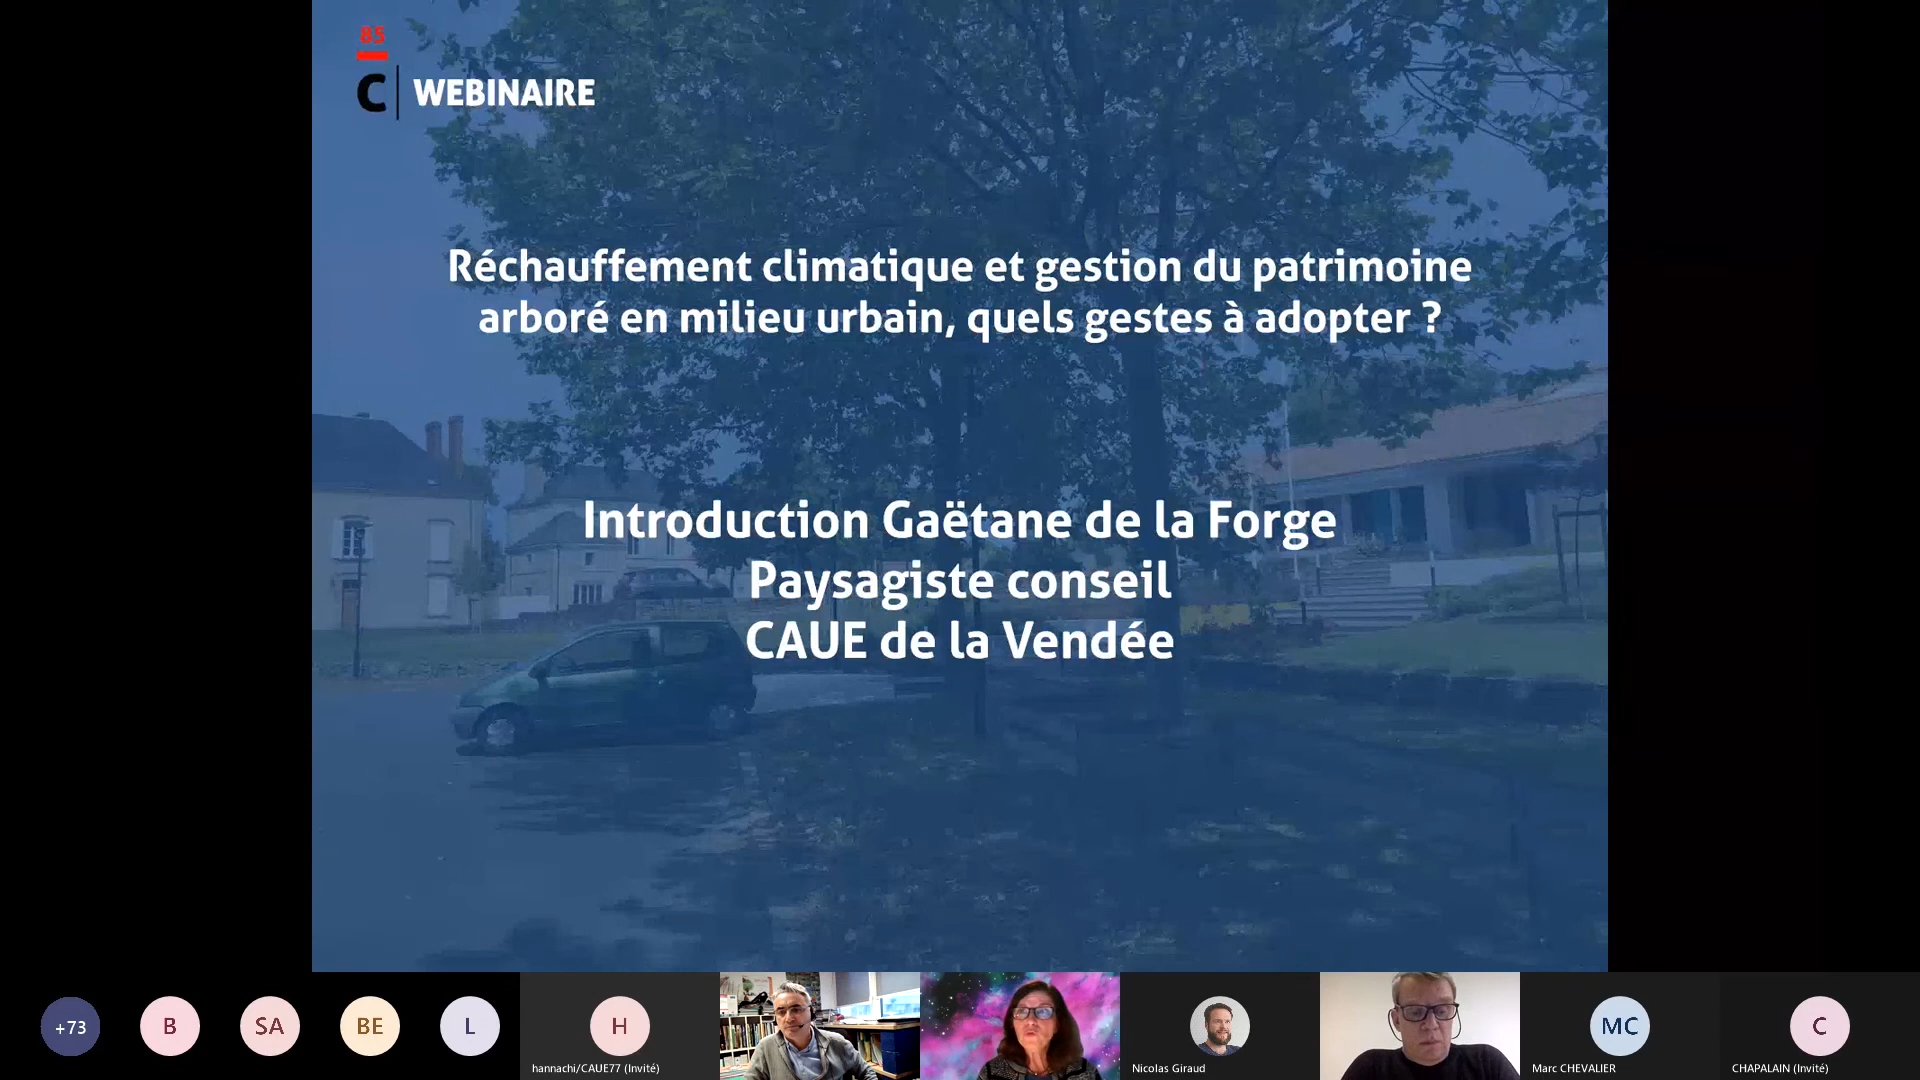 85
C | WEBINAIRE
Réchauffement climatique et gestion du patrimoine
arboré en milieu urbain, quels gestes à adopter ?
Introduction Gaëtane de la Forge
Paysagiste conseil
CAUE de la Vendée
+73
B
SA
BE
L
H
MC
C
hannachi/CAUE77 (Invité)
Nicolas Giraud
Marc CHEVALIER
CHAPALAIN (Invité)